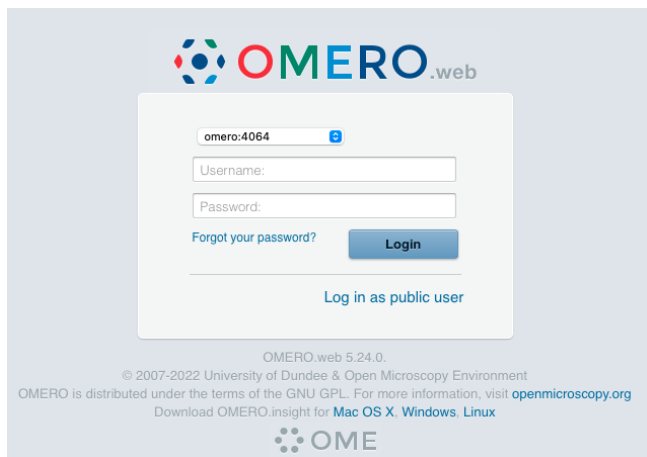 OMERO.web
omero:4064
Username:
Password:
Forgot your password?
Login
Log in as public user
OMERO.web 5.24.0.
© 2007-2022 University of Dundee & Open Microscopy Environment
OMERO is distributed under the terms of the GNU GPL. For more information, visit openmicroscopy.org
Download OMERO.insight for Mac OS X, Windows, Linux
OME